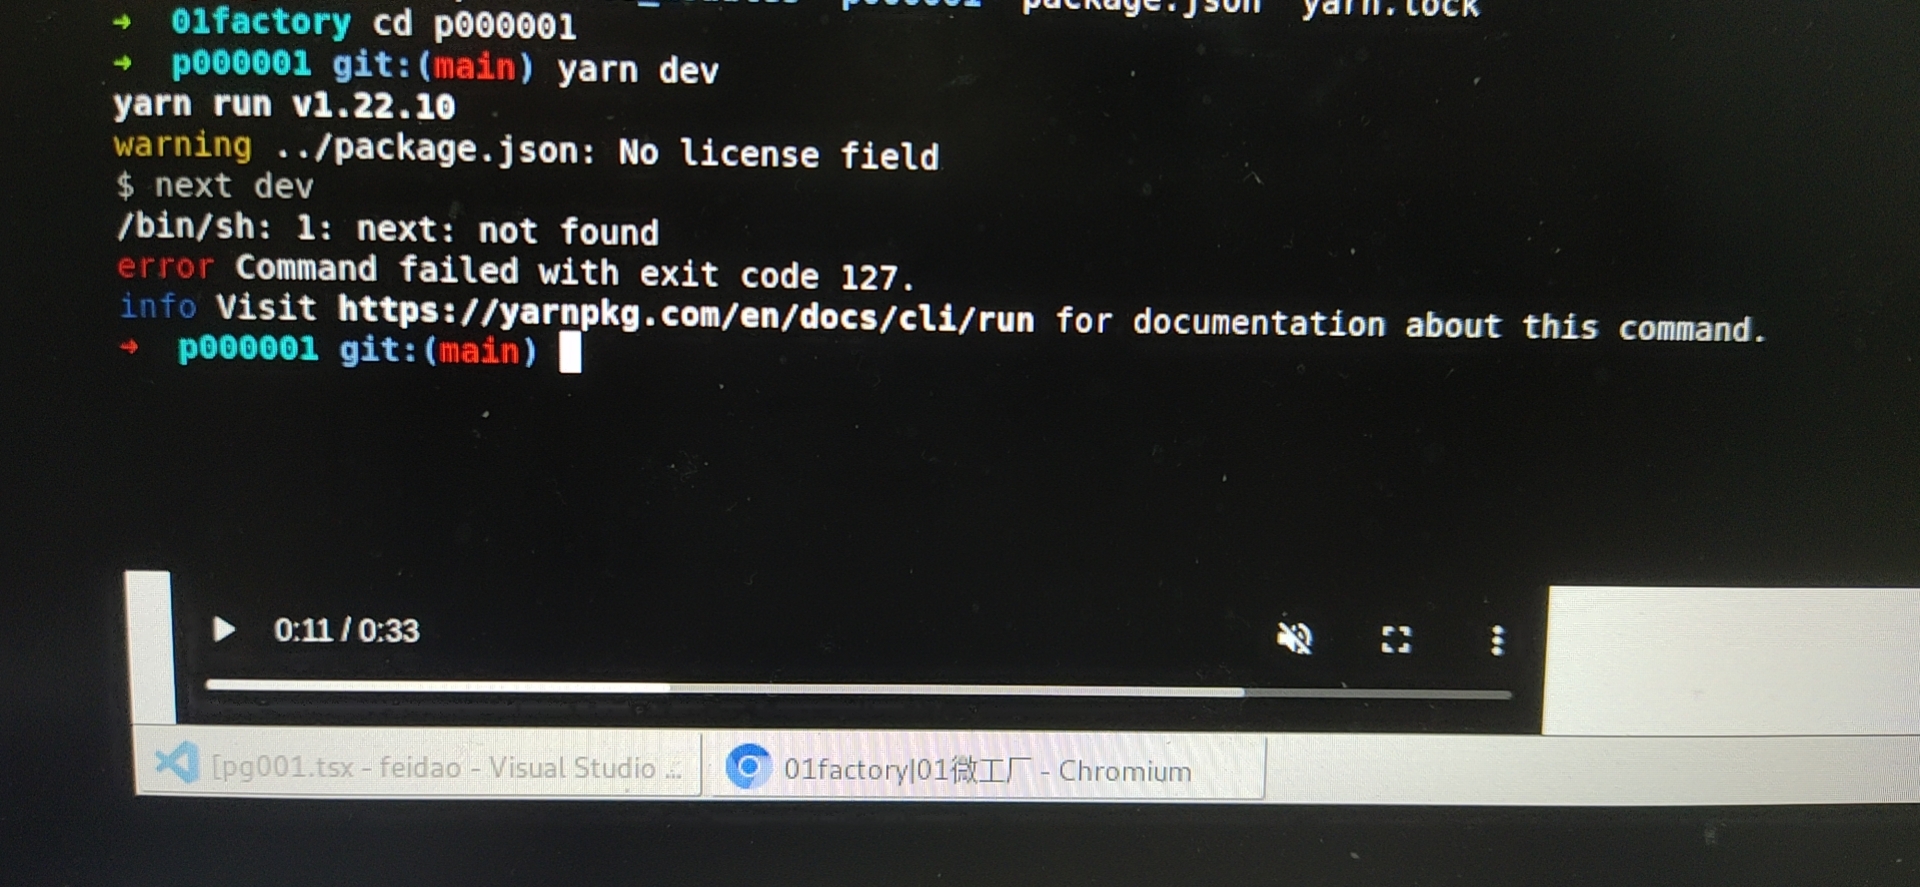 package.json yarn.lock
→ 01factory cd p000001
→ p000001 git:(main) yarn dev
yarn run v1.22.10
warning ../package.json: No license field
$ next dev
/bin/sh: 1: next: not found
error Command failed with exit code 127.
info Visit https://yarnpkg.com/en/docs/cli/run for documentation about this command.
→ p000001 git:(main)
0:11 / 0:33
[pg001.tsx - feidao - Visual Studio ...
01factory|01微工厂 - Chromium